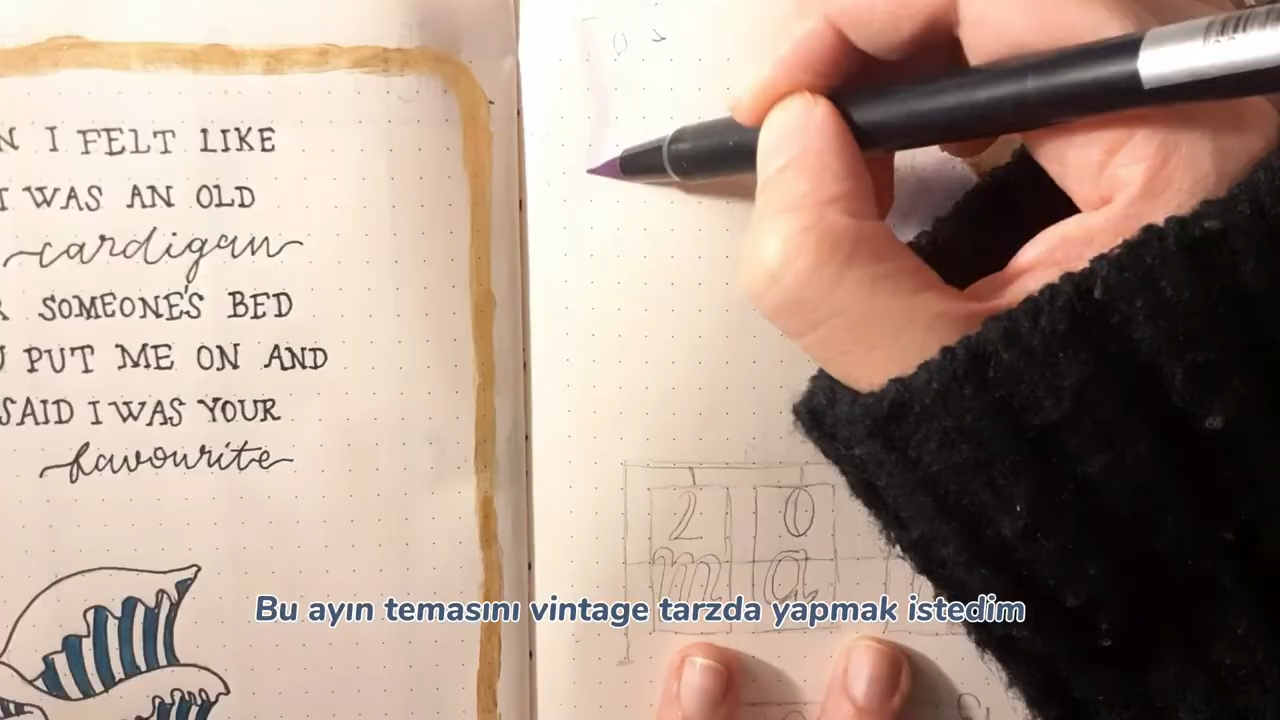 I FELT LIKE
WAS AN OLD
cardigan
SOMEONE'S BED
PUT ME ON AND
SAID I WAS YOUR
favourite
2 0
m a
Bu ayın temasını vintage tarzda yapmak istedim